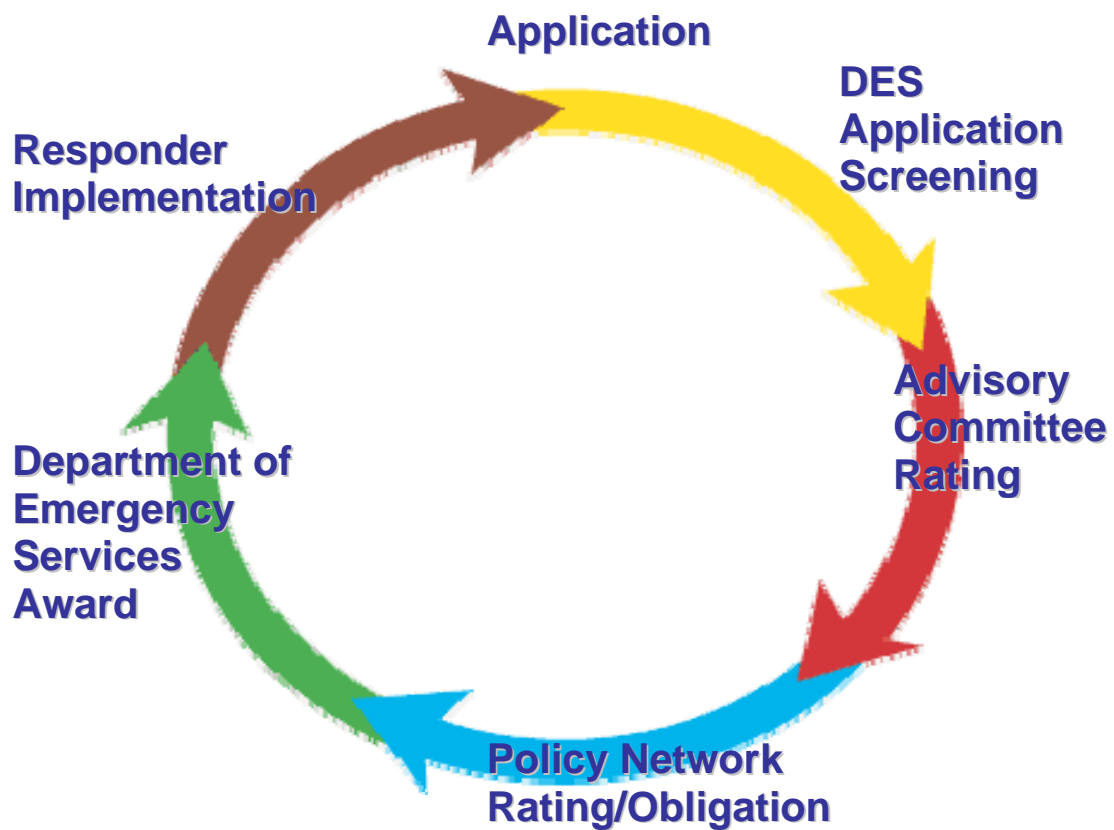 Application
DES
Application
Screening
Advisory
Committee
Rating
Policy Network
Rating/Obligation
Department of
Emergency
Services
Award
Responder
Implementation